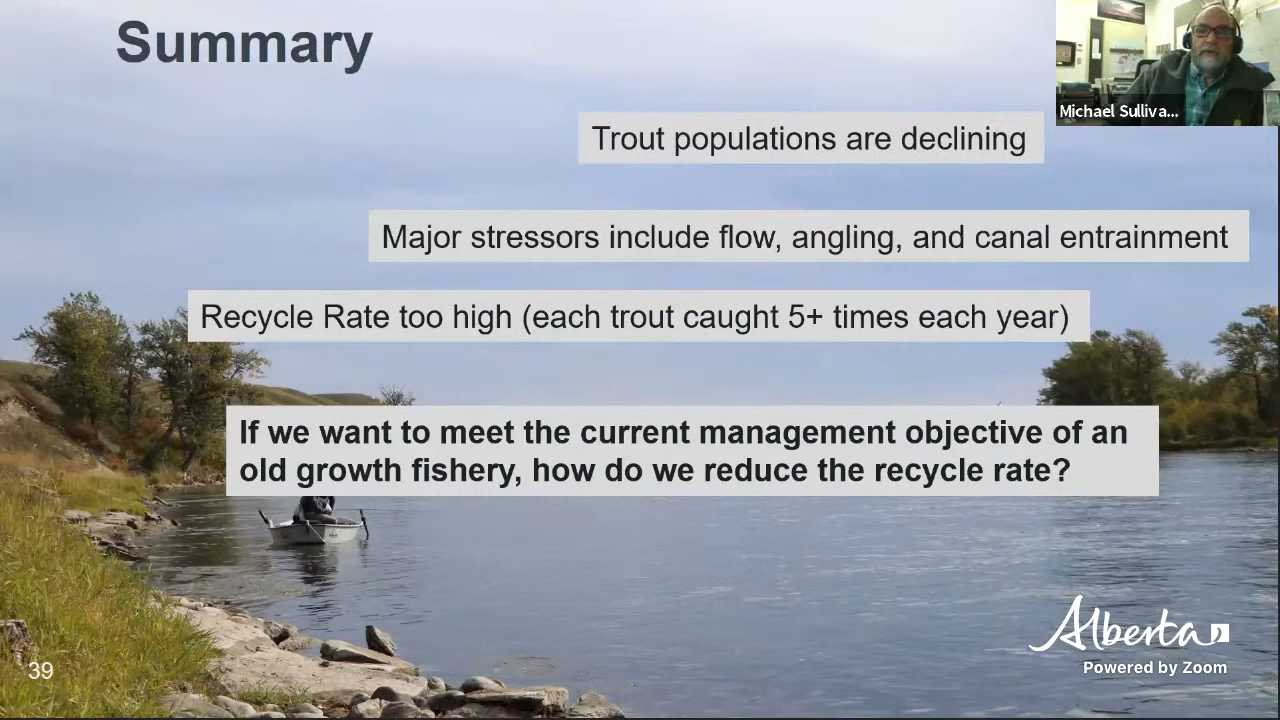 Summary
Michael Sulliva...
Trout populations are declining
Major stressors include flow, angling, and canal entrainment
Recycle Rate too high (each trout caught 5+ times each year)
If we want to meet the current management objective of an
old growth fishery, how do we reduce the recycle rate?
Alberta
Powered by Zoom
39